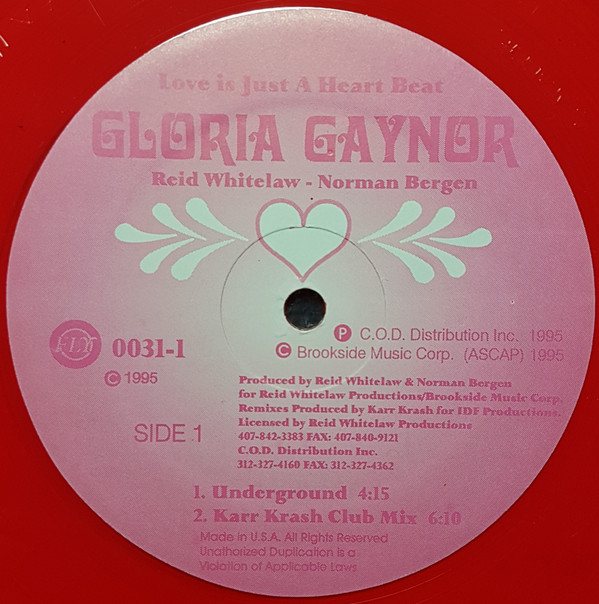 Love is Just A Heart Beat
GLORIA GAYNOR
Reid Whitelaw - Norman Bergen
FLY
0031-1
© 1995
℗ C.O.D. Distribution Inc. 1995
© Brookside Music Corp. (ASCAP) 1995
Produced by Reid Whitelaw & Norman Bergen
for Reid Whitelaw Productions/Brookside Music Corp.
Remixes Produced by Karr Krash for IDF Productions.
Licensed by Reid Whitelaw Productions
407-842-3383 FAX: 407-840-9121
C.O.D. Distribution Inc.
312-327-4160 FAX: 312-327-4362
SIDE 1
1. Underground 4:15
2. Karr Krash Club Mix 6:10
Made in U.S.A. All Rights Reserved
Unathorized Duplication is a
Violation of Applicable Laws